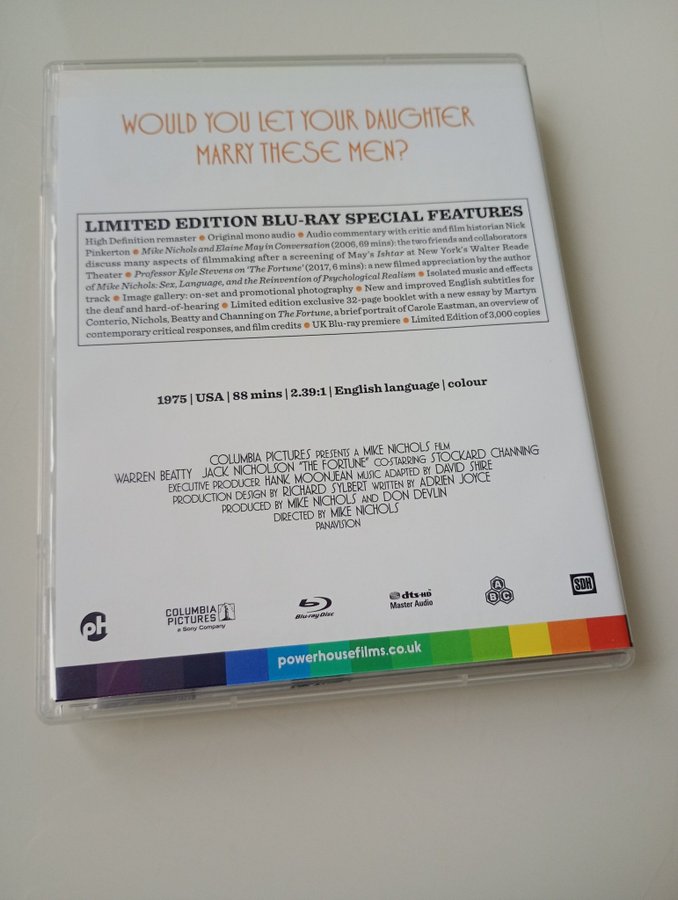 WOULD YOU LET YOUR DAUGHTER
MARRY THESE MEN?
LIMITED EDITION BLU-RAY SPECIAL FEATURES
High Definition remaster ● Original mono audio ● Audio commentary with critic and film historian Nick
Pinkerton ● Mike Nichols and Elaine May in Conversation (2006, 69 mins): the two friends and collaborators
discuss many aspects of filmmaking after a screening of May's Ishtar at New York's Walter Reade
Theater ● Professor Kyle Stevens on 'The Fortune' (2017, 6 mins): a new filmed appreciation by the author
of Mike Nichols: Sex, Language, and the Reinvention of Psychological Realism ● Isolated music and effects
track ● Image gallery: on-set and promotional photography ● New and improved English subtitles for
the deaf and hard-of-hearing ● Limited edition exclusive 32-page booklet with a new essay by Martyn
Conterio, Nichols, Beatty and Channing on The Fortune, a brief portrait of Carole Eastman, an overview of
contemporary critical responses, and film credits ● UK Blu-ray premiere ● Limited Edition of 3,000 copies
1975 | USA | 88 mins | 2.39:1 | English language | colour
COLUMBIA PICTURES PRESENTS A MIKE NICHOLS FILM
WARREN BEATTY JACK NICHOLSON "THE FORTUNE" CO-STARRING STOCKARD CHANNING
EXECUTIVE PRODUCER HANK MOONJEAN MUSIC ADAPTED BY DAVID SHIRE
PRODUCTION DESIGN BY RICHARD SYLBERT WRITTEN BY ADRIEN JOYCE
PRODUCED BY MIKE NICHOLS AND DON DEVLIN
DIRECTED BY MIKE NICHOLS
PANAVISION
pH
COLUMBIA
PICTURES
a Sony Company
Blu-ray Disc
dts-HD
Master Audio
A
B C
SDH
powerhousefilms.co.uk